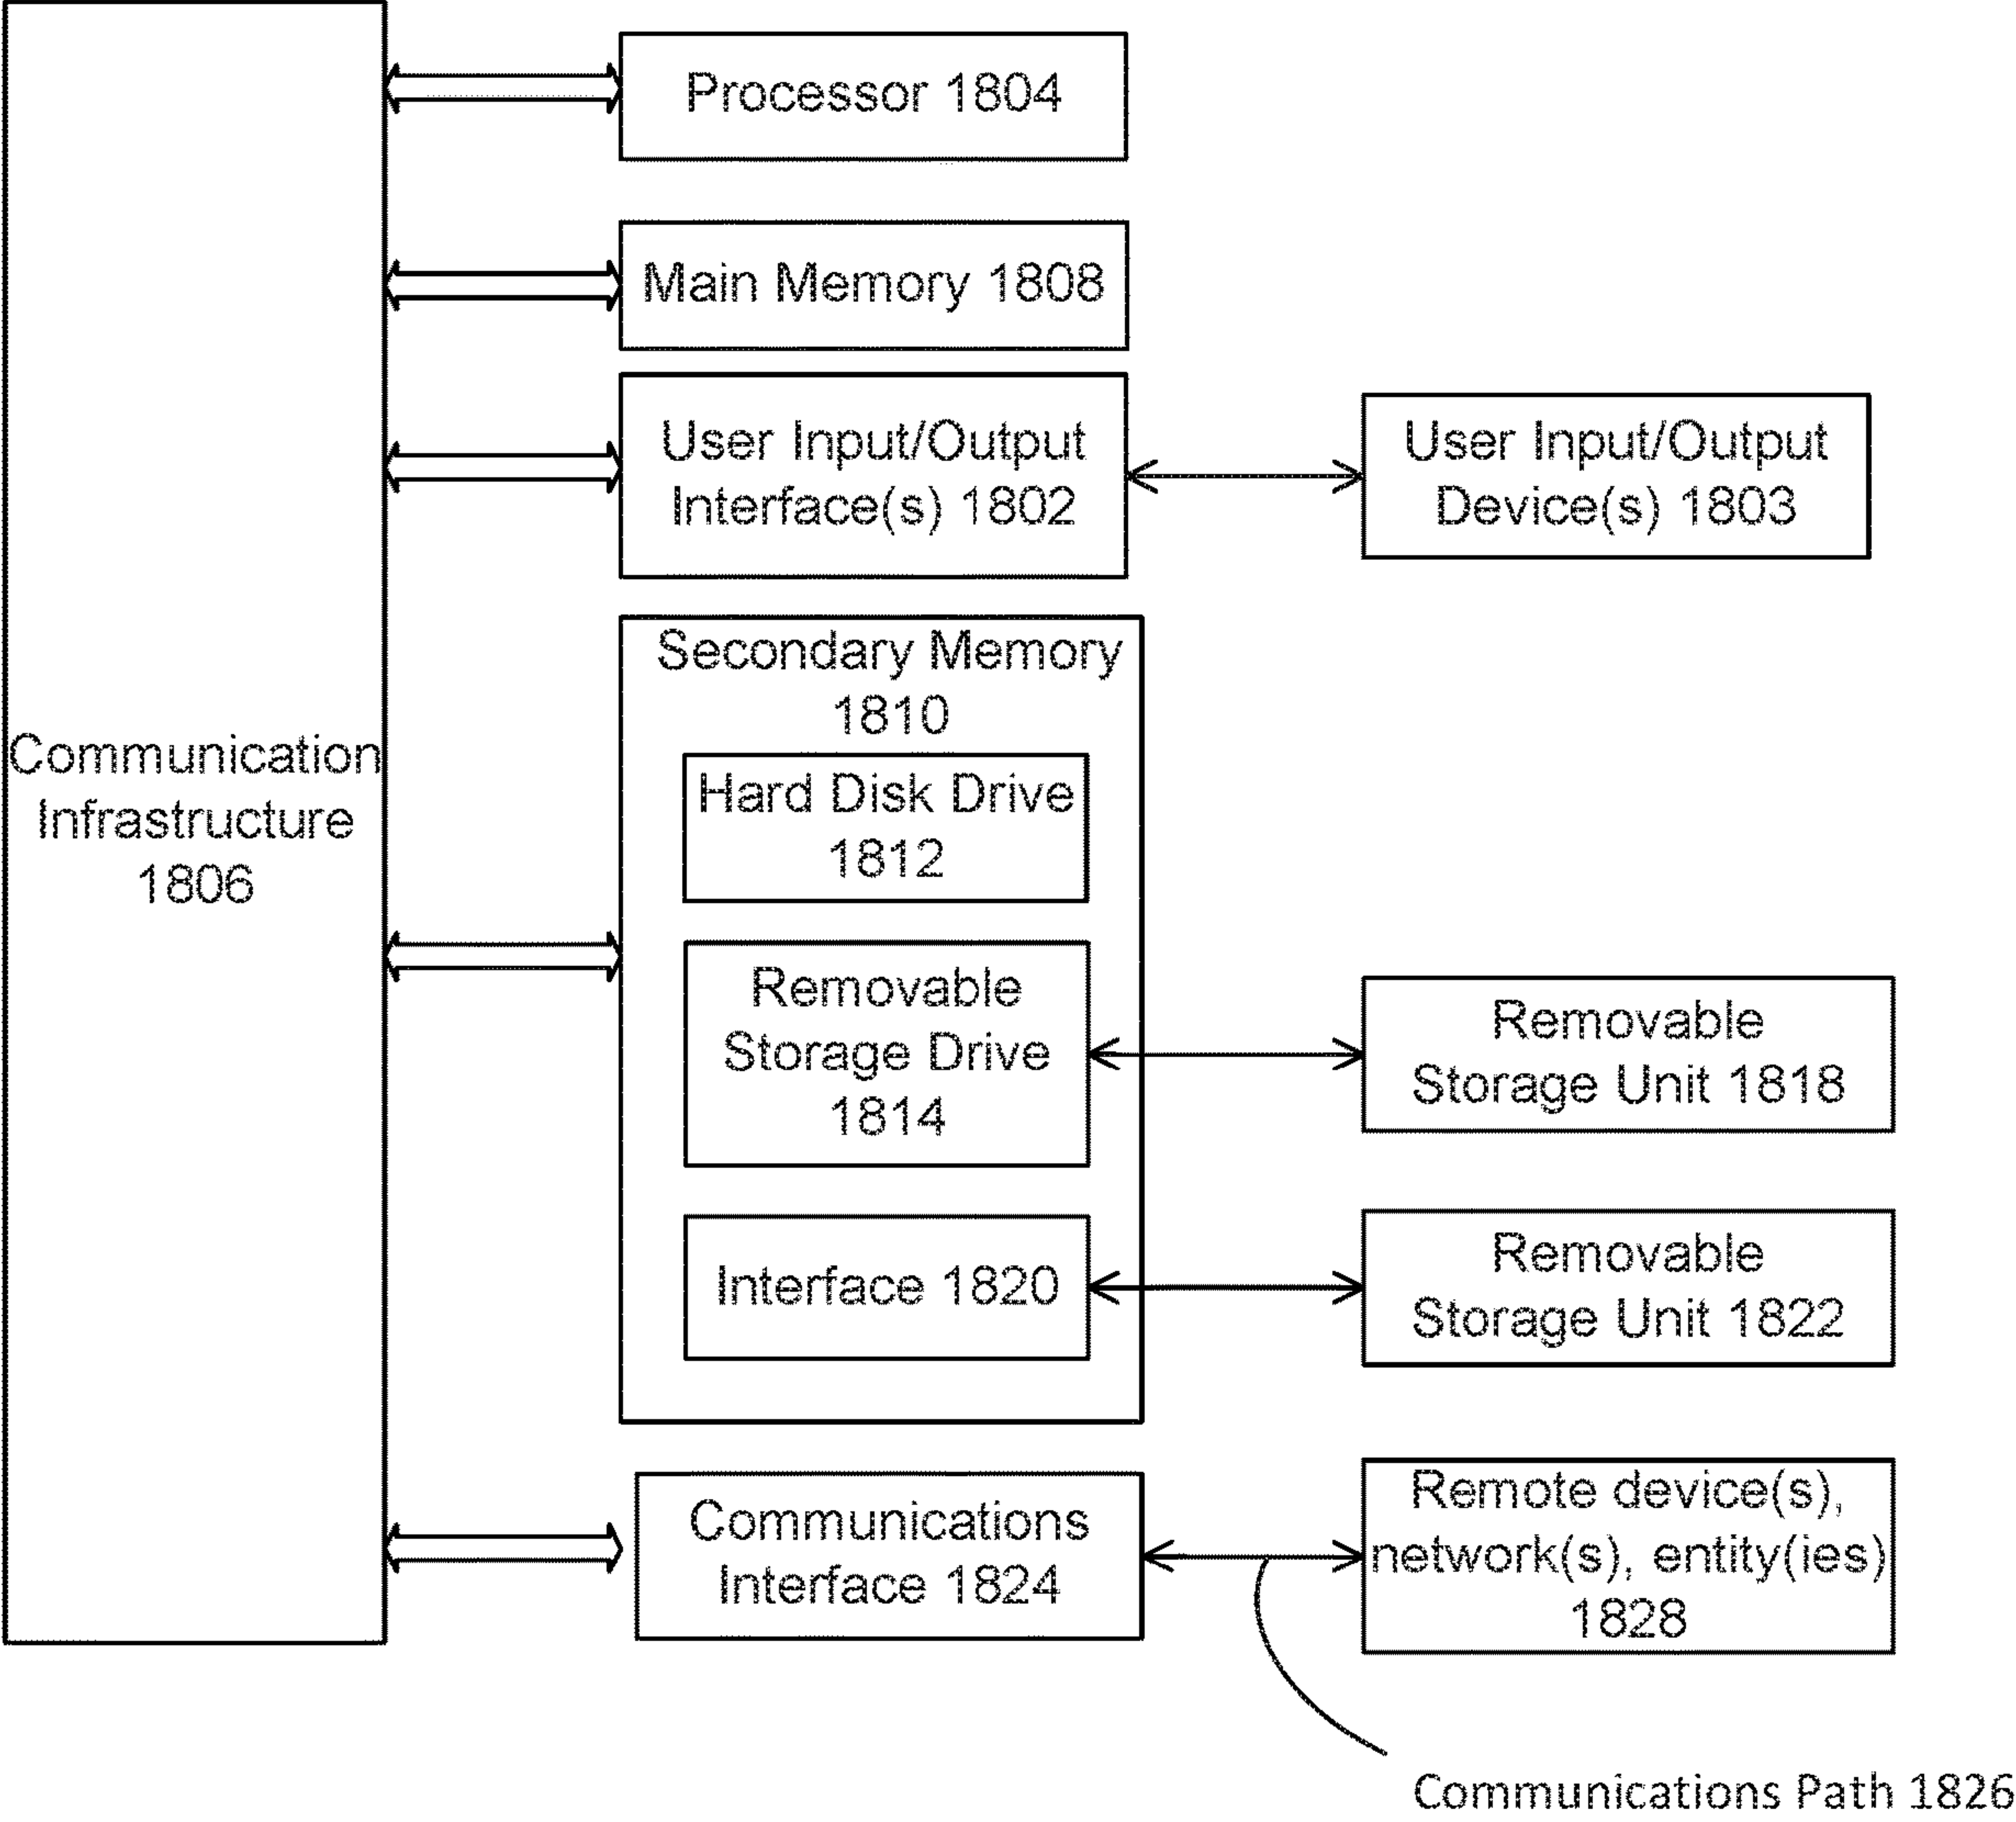 Processor 1804
Main Memory 1808
User Input/Output
Interface(s) 1802
User Input/Output
Device(s) 1803
Secondary Memory
1810
Hard Disk Drive
1812
Communication
Infrastructure
1806
Removable
Storage Drive
1814
Removable
Storage Unit 1818
Interface 1820
Removable
Storage Unit 1822
Communications
Interface 1824
Remote device(s),
network(s), entity(ies)
1828
Communications Path 1826